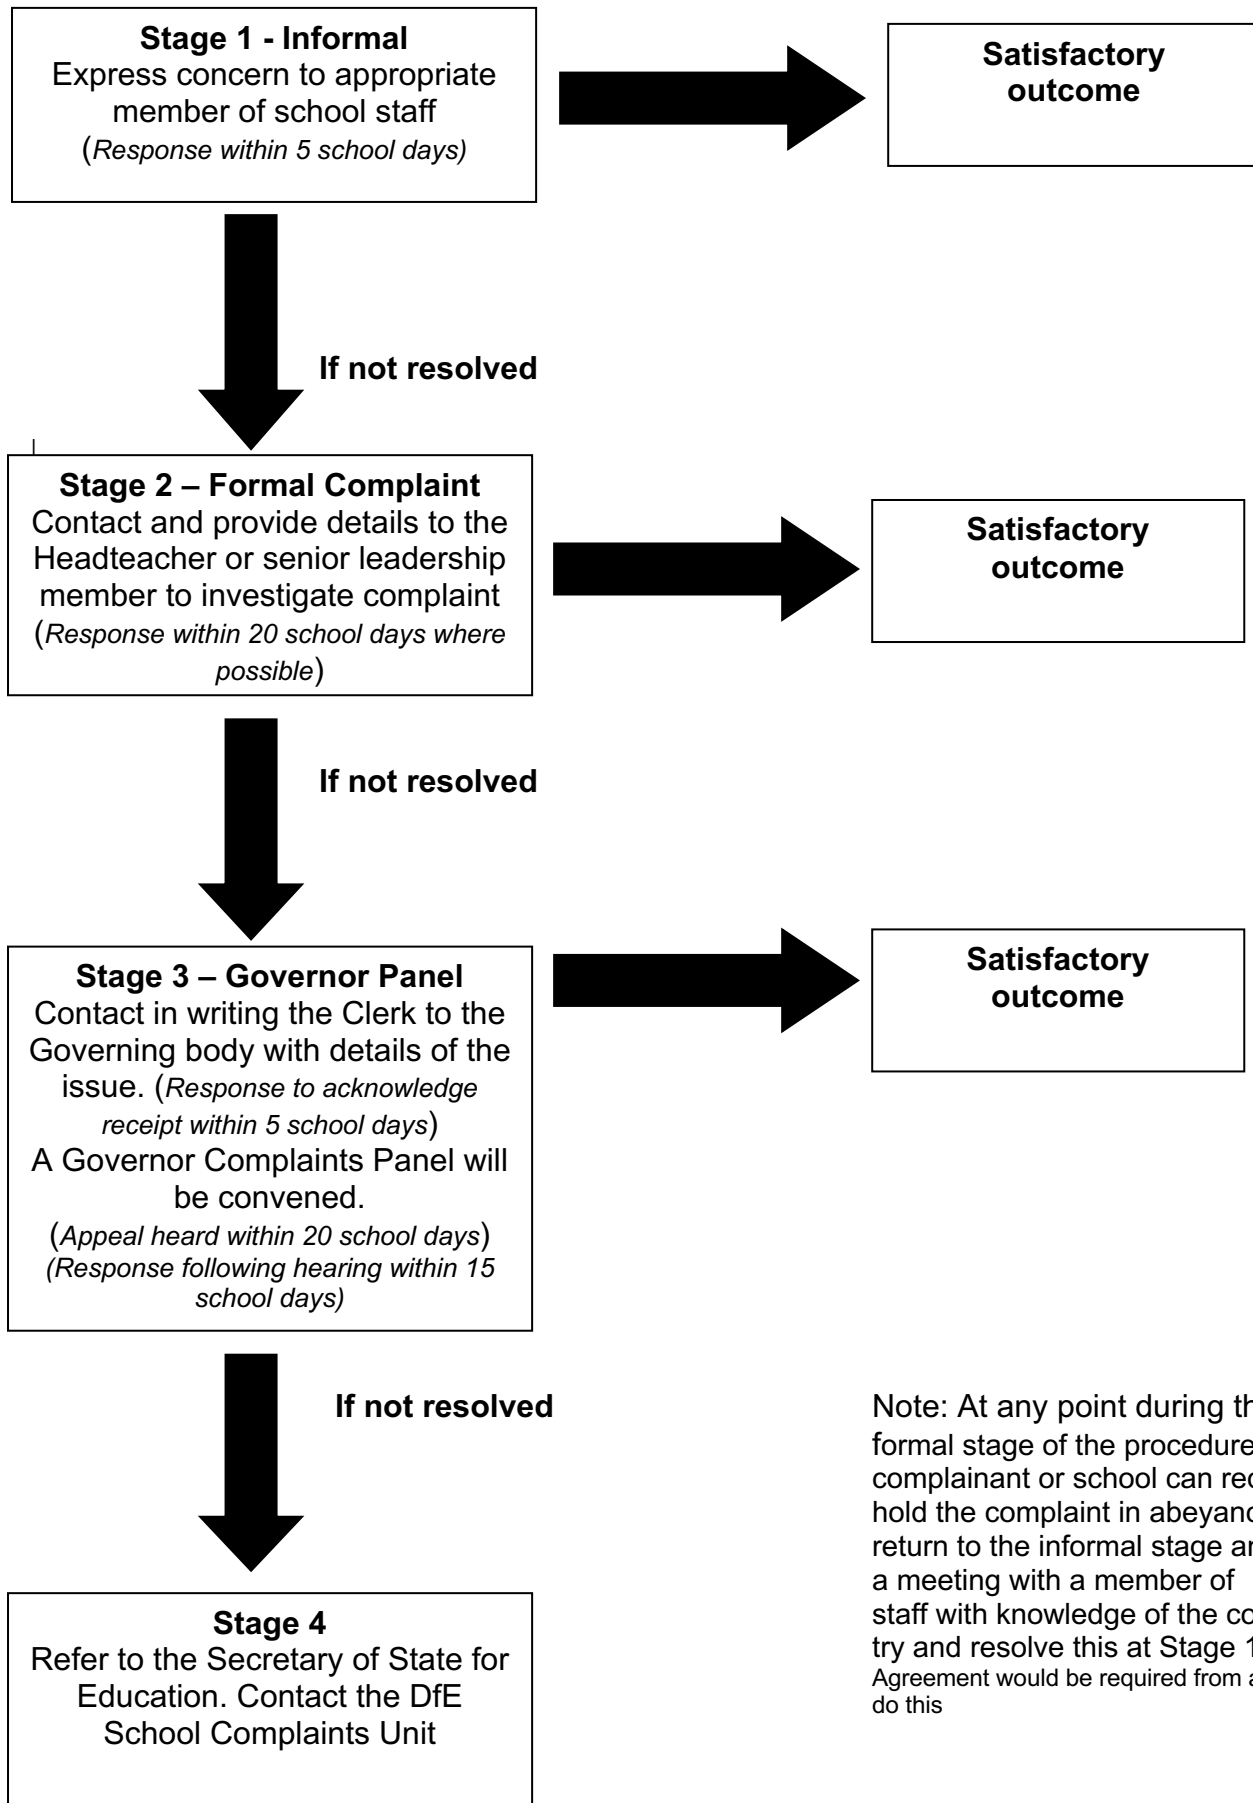 Stage 1 - Informal
Express concern to appropriate
member of school staff
(Response within 5 school days)
Satisfactory
outcome
If not resolved
Stage 2 – Formal Complaint
Contact and provide details to the
Headteacher or senior leadership
member to investigate complaint
(Response within 20 school days where
possible)
Satisfactory
outcome
If not resolved
Stage 3 – Governor Panel
Contact in writing the Clerk to the
Governing body with details of the
issue. (Response to acknowledge
receipt within 5 school days)
A Governor Complaints Panel will
be convened.
(Appeal heard within 20 school days)
(Response following hearing within 15
school days)
Satisfactory
outcome
If not resolved
Note: At any point during
formal stage of the procedure
complainant or school can
hold the complaint in
return to the informal stage
a meeting with a member of
staff with knowledge of the
try and resolve this at Stage 1
Agreement would be required from
do this
Stage 4
Refer to the Secretary of State for
Education. Contact the DfE
School Complaints Unit